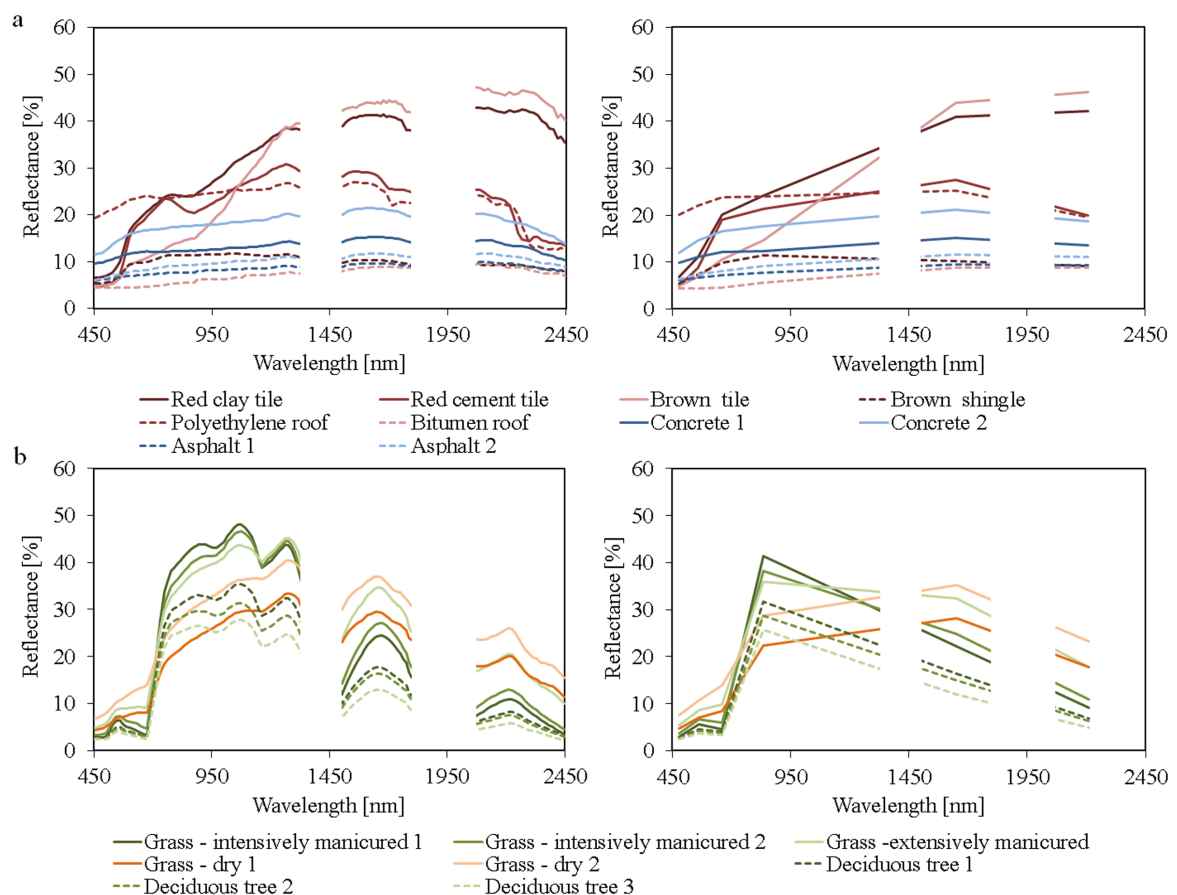 a
60
50
40
30
20
10
0
Reflectance [%]
450
950
1450
1950
2450
Wavelength [nm]
60
50
40
30
20
10
0
Reflectance [%]
450
950
1450
1950
2450
Wavelength [nm]
Red clay tile
Red cement tile
Brown tile
Brown shingle
Polyethylene roof
Bitumen roof
Concrete 1
Concrete 2
Asphalt 1
Asphalt 2
b
60
50
40
30
20
10
0
Reflectance [%]
450
950
1450
1950
2450
Wavelength [nm]
60
50
40
30
20
10
0
Reflectance [%]
450
950
1450
1950
2450
Wavelength [nm]
Grass - intensively manicured 1
Grass - intensively manicured 2
Grass -extensively manicured
Grass - dry 1
Grass - dry 2
Deciduous tree 1
Deciduous tree 2
Deciduous tree 3